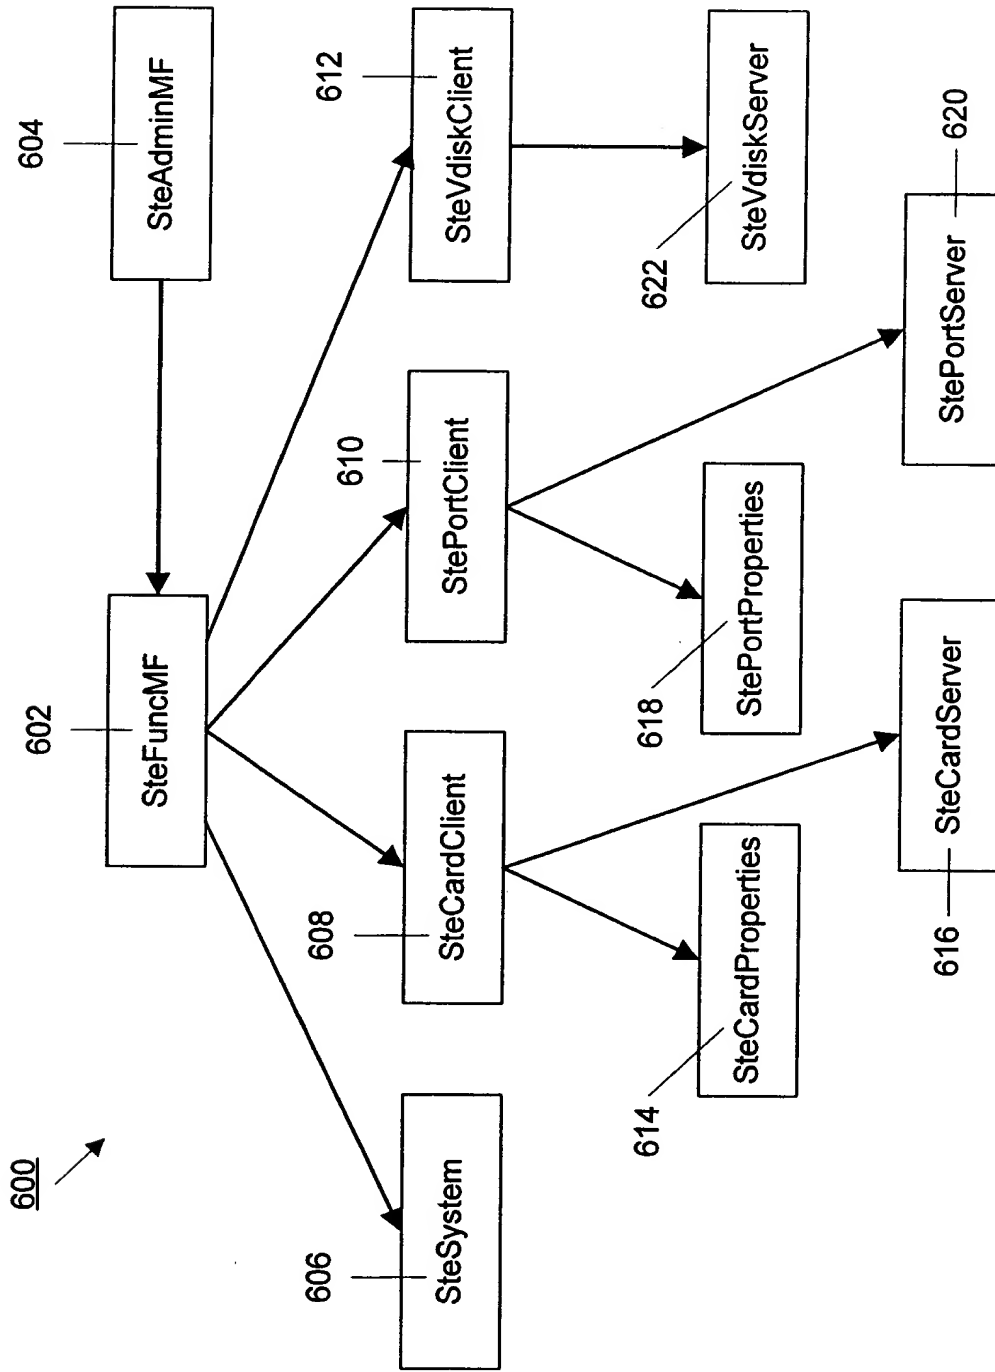 600
602
604
SteFuncMF
SteAdminMF
606
608
610
612
SteSystem
SteCardClient
StePortClient
SteVdiskClient
614
618
622
SteCardProperties
StePortProperties
SteVdiskServer
616
620
SteCardServer
StePortServer